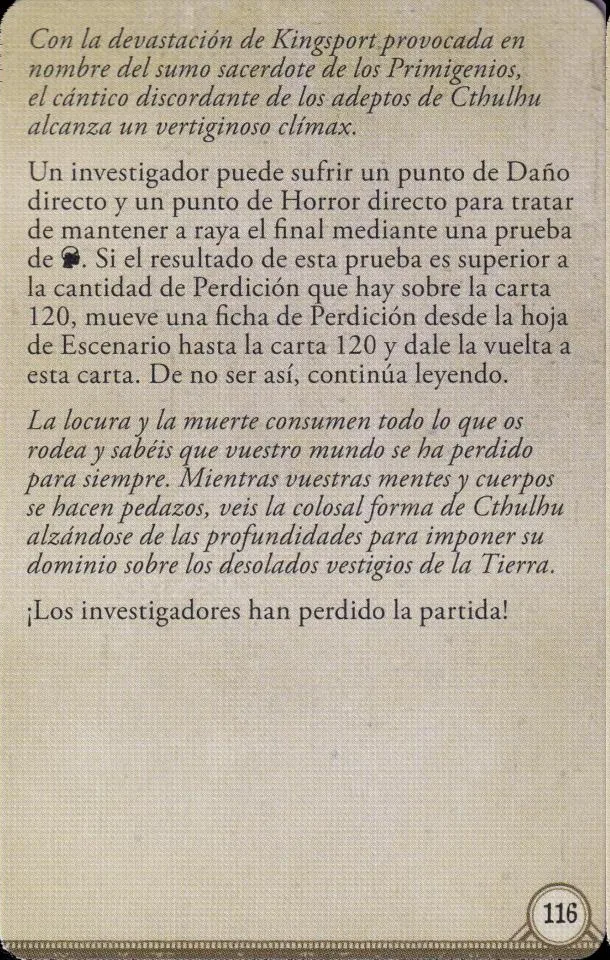 Con la devastación de Kingsport provocada en
nombre del sumo sacerdote de los Primigenios,
el cántico discordante de los adeptos de Cthulhu
alcanza un vertiginoso clímax.
Un investigador puede sufrir un punto de Daño
directo y un punto de Horror directo para tratar
de mantener a raya el final mediante una prueba
de . Si el resultado de esta prueba es superior a
la cantidad de Perdición que hay sobre la carta
120, mueve una ficha de Perdición desde la hoja
de Escenario hasta la carta 120 y dale la vuelta a
esta carta. De no ser así, continúa leyendo.
La locura y la muerte consumen todo lo que os
rodea y sabéis que vuestro mundo se ha perdido
para siempre. Mientras vuestras mentes y cuerpos
se hacen pedazos, veis la colosal forma de Cthulhu
alzándose de las profundidades para imponer su
dominio sobre los desolados vestigios de la Tierra.
¡Los investigadores han perdido la partida!
116